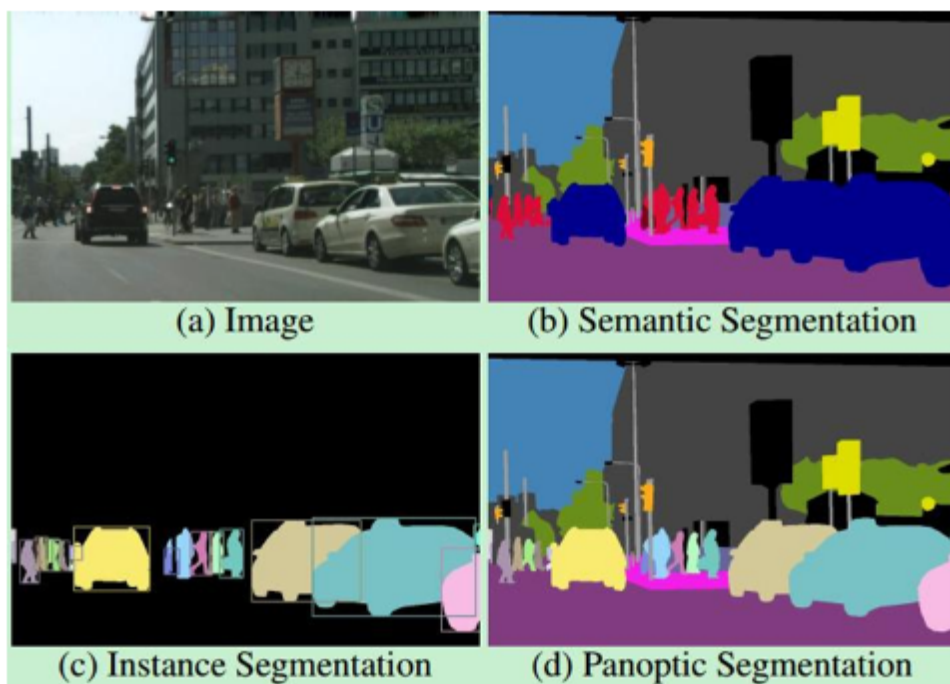 (a) Image
(b) Semantic Segmentation
(c) Instance Segmentation
(d) Panoptic Segmentation